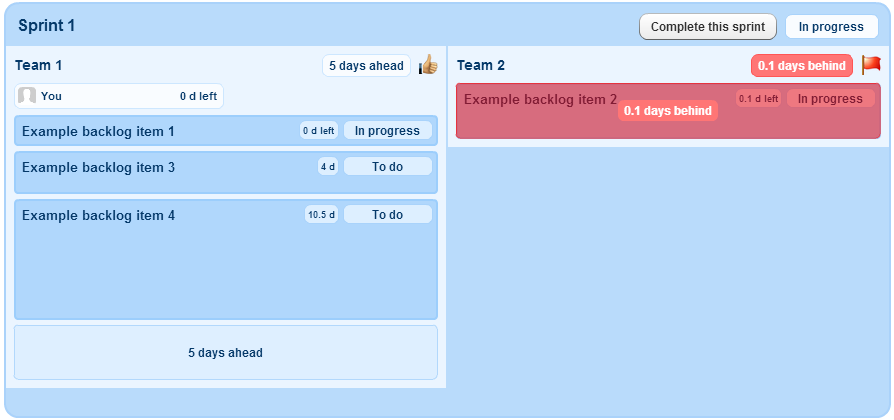 Sprint 1
Complete this sprint
In progress
Team 1
5 days ahead
You
0 d left
Example backlog item 1
0 d left
In progress
Example backlog item 3
4 d
To do
Example backlog item 4
10.5 d
To do
5 days ahead
Team 2
0.1 days behind
Example backlog item 2
0.1 d left
In progress
0.1 days behind